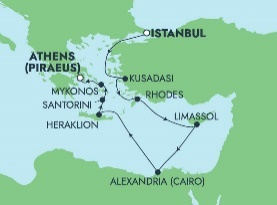 ISTANBUL
ATHENS
(PIRAEUS)
KUSADASI
MYKONOS
RHODES
SANTORINI
LIMASSOL
HERAKLION
ALEXANDRIA (CAIRO)